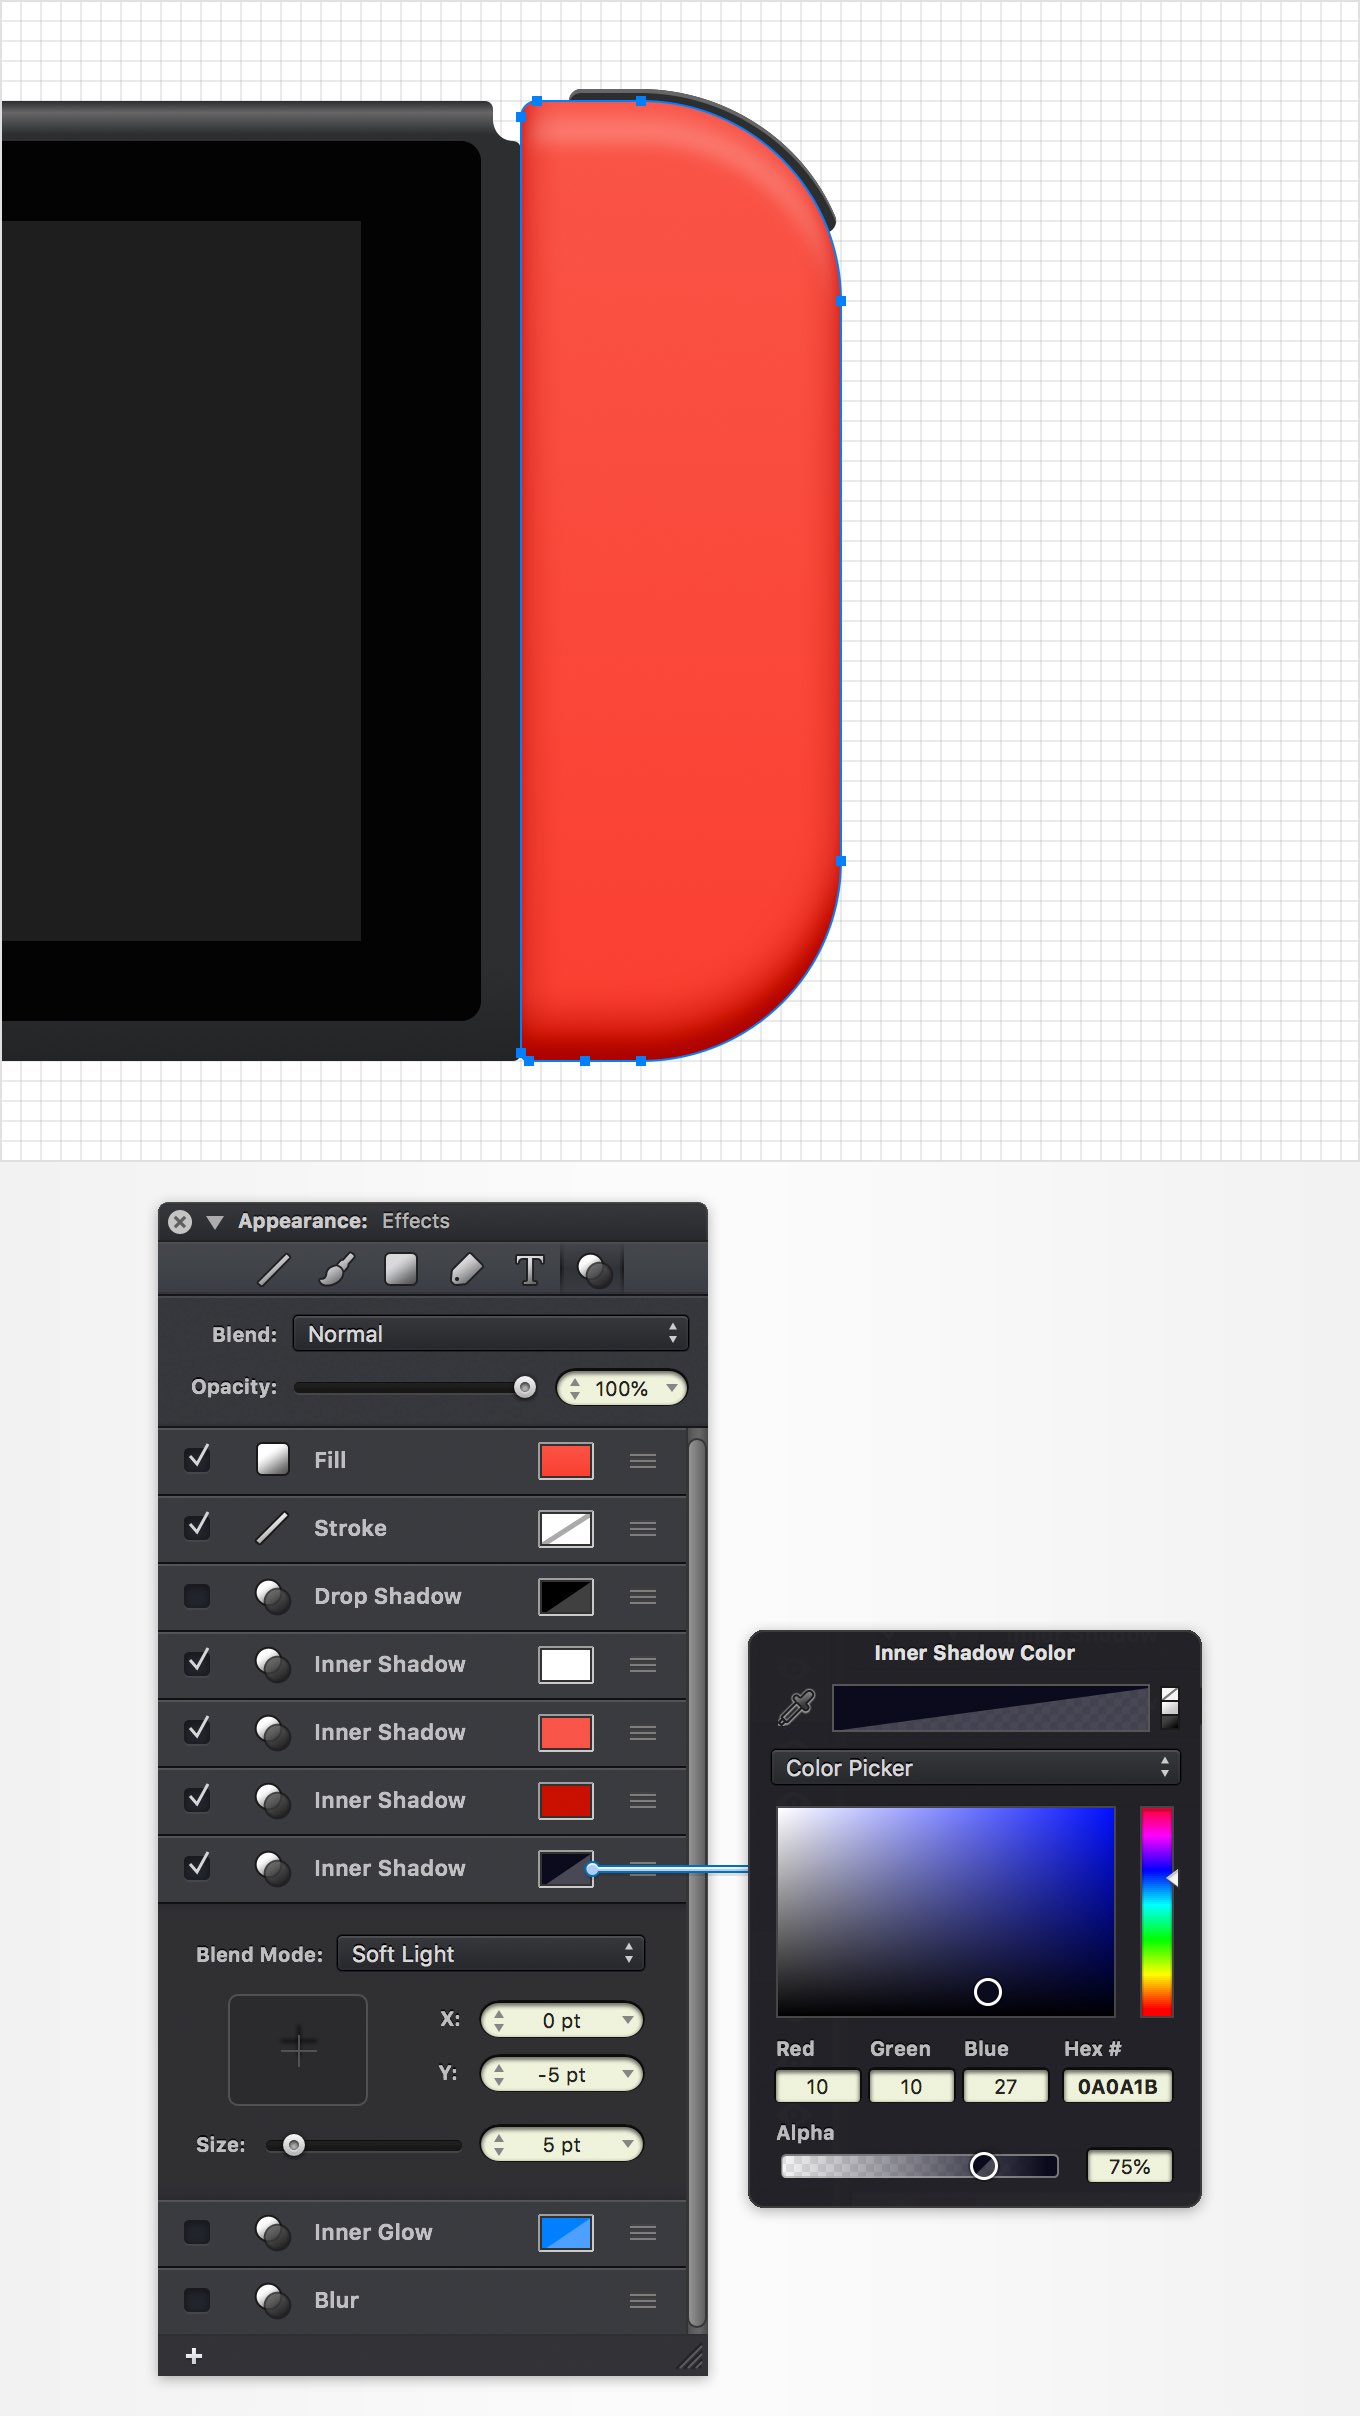 Appearance: Effects
T
Blend: Normal
Opacity: 100%
Fill
Stroke
Drop Shadow
Inner Shadow
Inner Shadow
Inner Shadow
Inner Shadow
Blend Mode: Soft Light
X: 0 pt
Y: -5 pt
Size: 5 pt
Inner Glow
Blur
+
Inner Shadow Color
Color Picker
Red Green Blue Hex #
10 10 27 0A0A1B
Alpha
75%